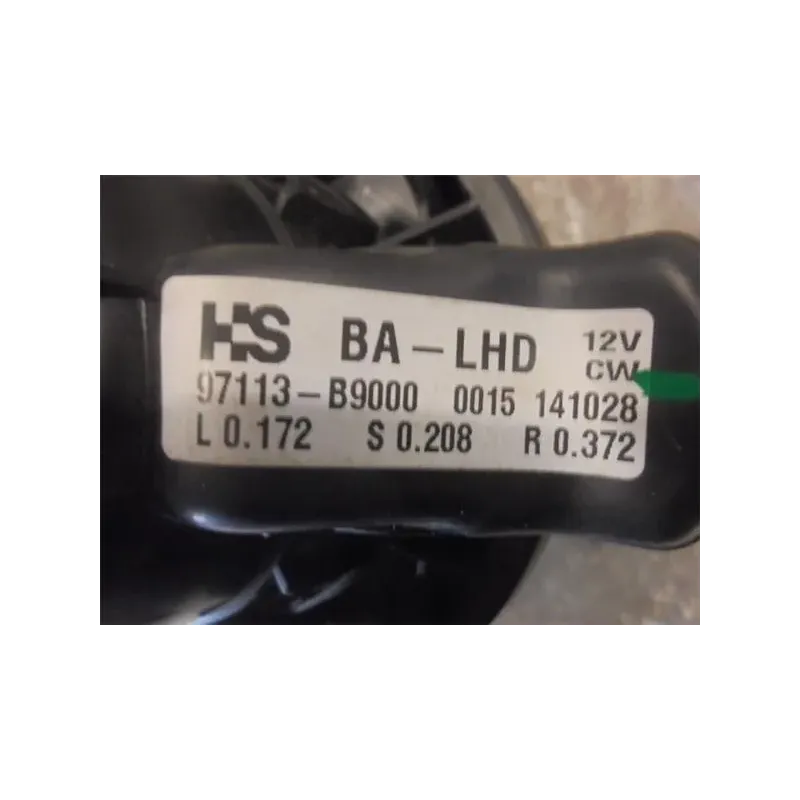 HS BA-LHD 12V
CW
97113-B9000 0015 141028
L 0.172 S 0.208 R 0.372